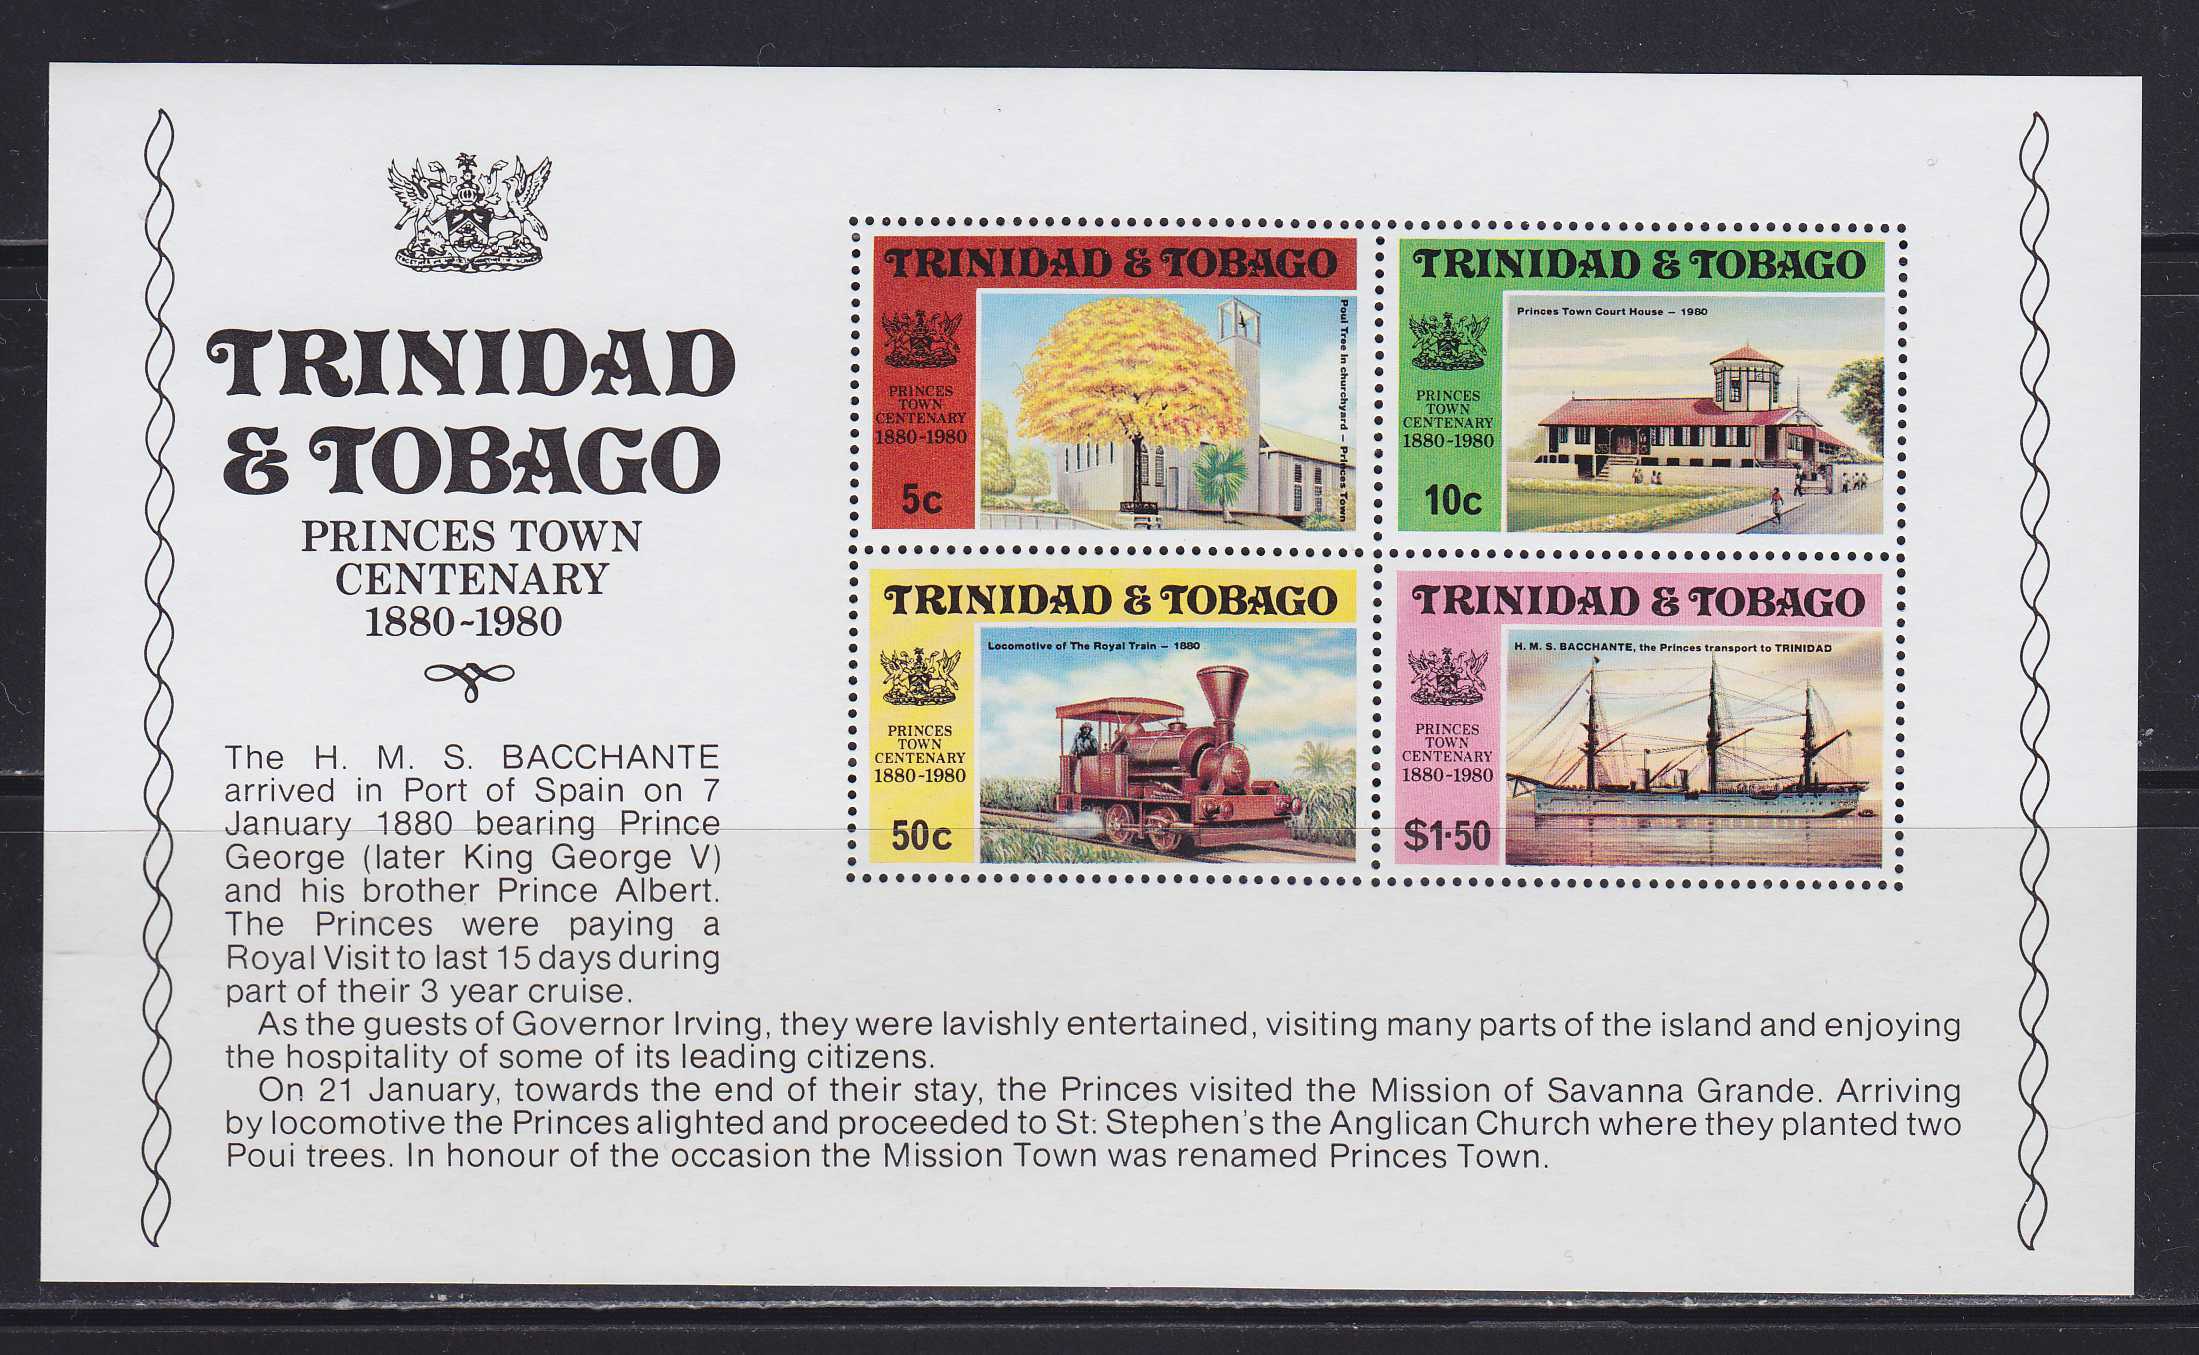 TRINIDAD
& TOBAGO
PRINCES TOWN
CENTENARY
1880-1980
The H. M. S. BACCHANTE
arrived in Port of Spain on 7
January 1880 bearing Prince
George (later King George V)
and his brother Prince Albert.
The Princes were paying a
Royal Visit to last 15 days during
part of their 3 year cruise.
As the guests of Governor Irving, they were lavishly entertained, visiting many parts of the island and enjoying
the hospitality of some of its leading citizens.
On 21 January, towards the end of their stay, the Princes visited the Mission of Savanna Grande. Arriving
by locomotive the Princes alighted and proceeded to St: Stephen's the Anglican Church where they planted two
Poui trees. In honour of the occasion the Mission Town was renamed Princes Town.
TRINIDAD & TOBAGO
PRINCES
TOWN
CENTENARY
1880-1980
5c
Poui Tree in churchyard – Princes Town
TRINIDAD & TOBAGO
Princes Town Court House – 1980
PRINCES
TOWN
CENTENARY
1880-1980
10c
TRINIDAD & TOBAGO
Locomotive of The Royal Train – 1880
PRINCES
TOWN
CENTENARY
1880-1980
50c
TRINIDAD & TOBAGO
H. M. S. BACCHANTE, the Princes transport to TRINIDAD
PRINCES
TOWN
CENTENARY
1880-1980
$1·50